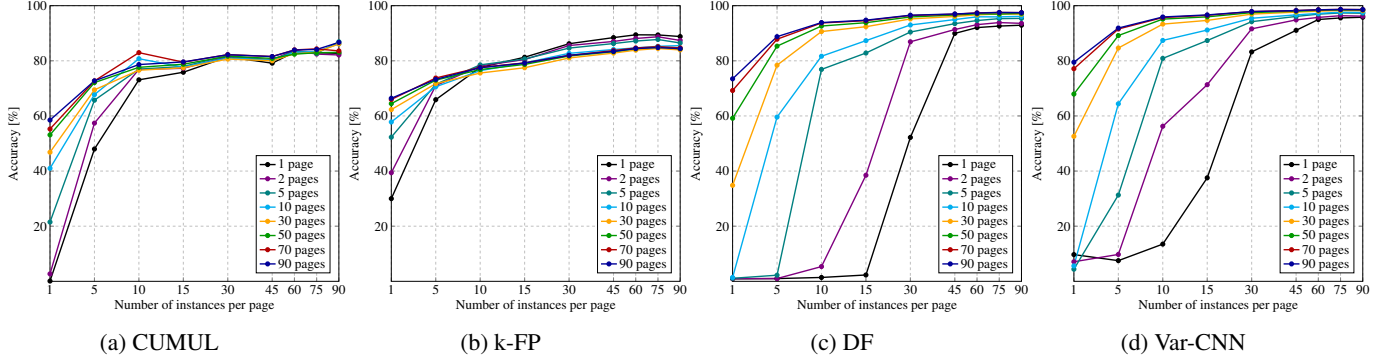 100
80
60
40
20
Accuracy [%]
1 5 10 15 30 45 60 75 90
Number of instances per page
1 page
2 pages
5 pages
10 pages
30 pages
50 pages
70 pages
90 pages
(a) CUMUL
100
80
60
40
20
Accuracy [%]
1 5 10 15 30 45 60 75 90
Number of instances per page
1 page
2 pages
5 pages
10 pages
30 pages
50 pages
70 pages
90 pages
(b) k-FP
100
80
60
40
20
Accuracy [%]
1 5 10 15 30 45 60 75 90
Number of instances per page
1 page
2 pages
5 pages
10 pages
30 pages
50 pages
70 pages
90 pages
(c) DF
100
80
60
40
20
Accuracy [%]
1 5 10 15 30 45 60 75 90
Number of instances per page
1 page
2 pages
5 pages
10 pages
30 pages
50 pages
70 pages
90 pages
(d) Var-CNN